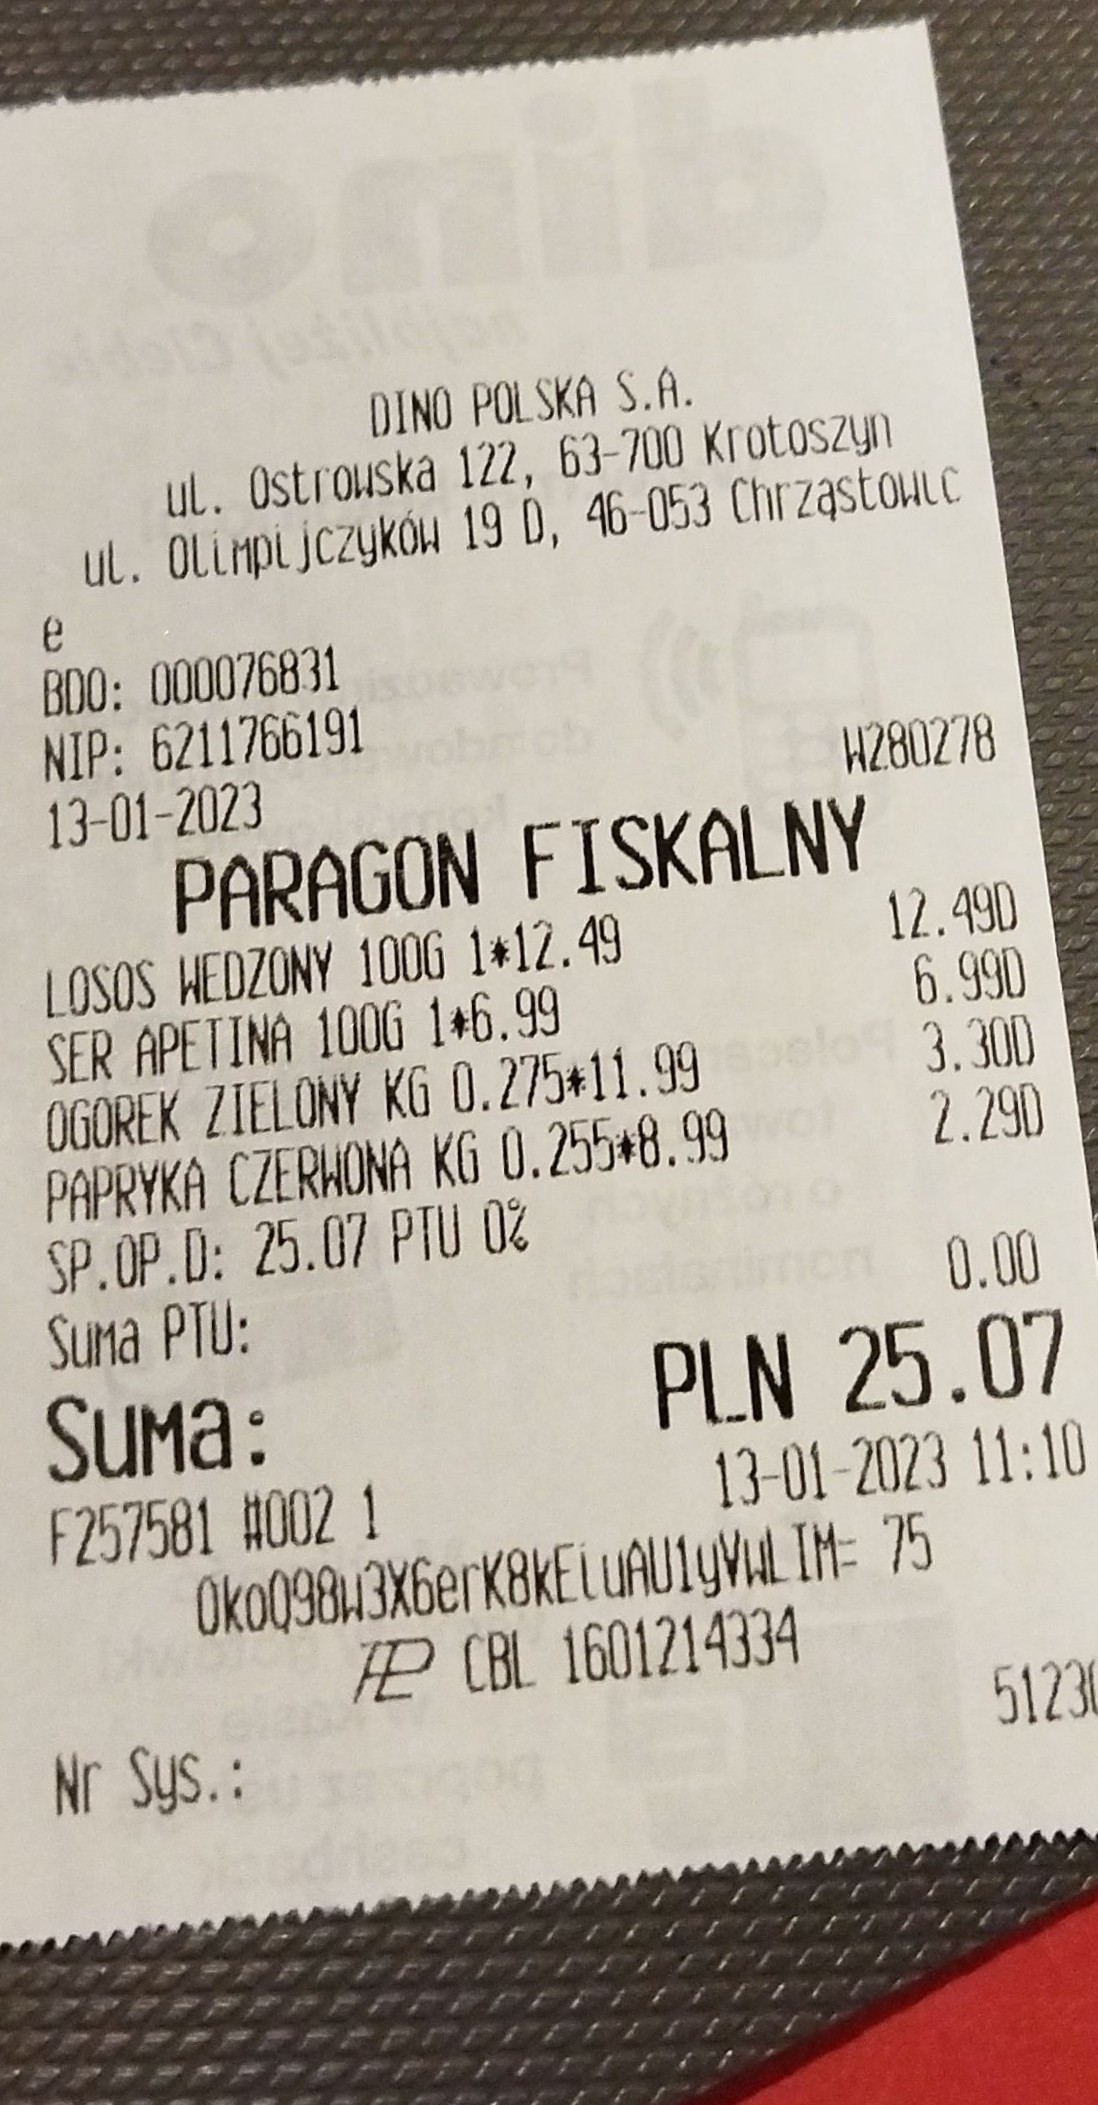 DINO POLSKA S.A.
ul. Ostrowska 122, 63-700 Krotoszyn
ul. Olimpijczyków 19 D, 46-053 Chrząstowic
e
BDO: 000076831
NIP: 6211766191
13-01-2023 W280278
PARAGON FISKALNY
LOSOS WEDZONY 100G 1*12.49 12.49D
SER APETINA 100G 1*6.99 6.99D
OGOREK ZIELONY KG 0.275*11.99 3.30D
PAPRYKA CZERWONA KG 0.255*8.99 2.29D
SP.OP.D: 25.07 PTU 0%
Suma PTU: 0.00
Suma: PLN 25.07
F257581 #002 1 13-01-2023 11:10
OkoQ98w3X6erK8kEiuAU1yVwLIM= 75
CBL 1601214334
Nr Sys.: 5123